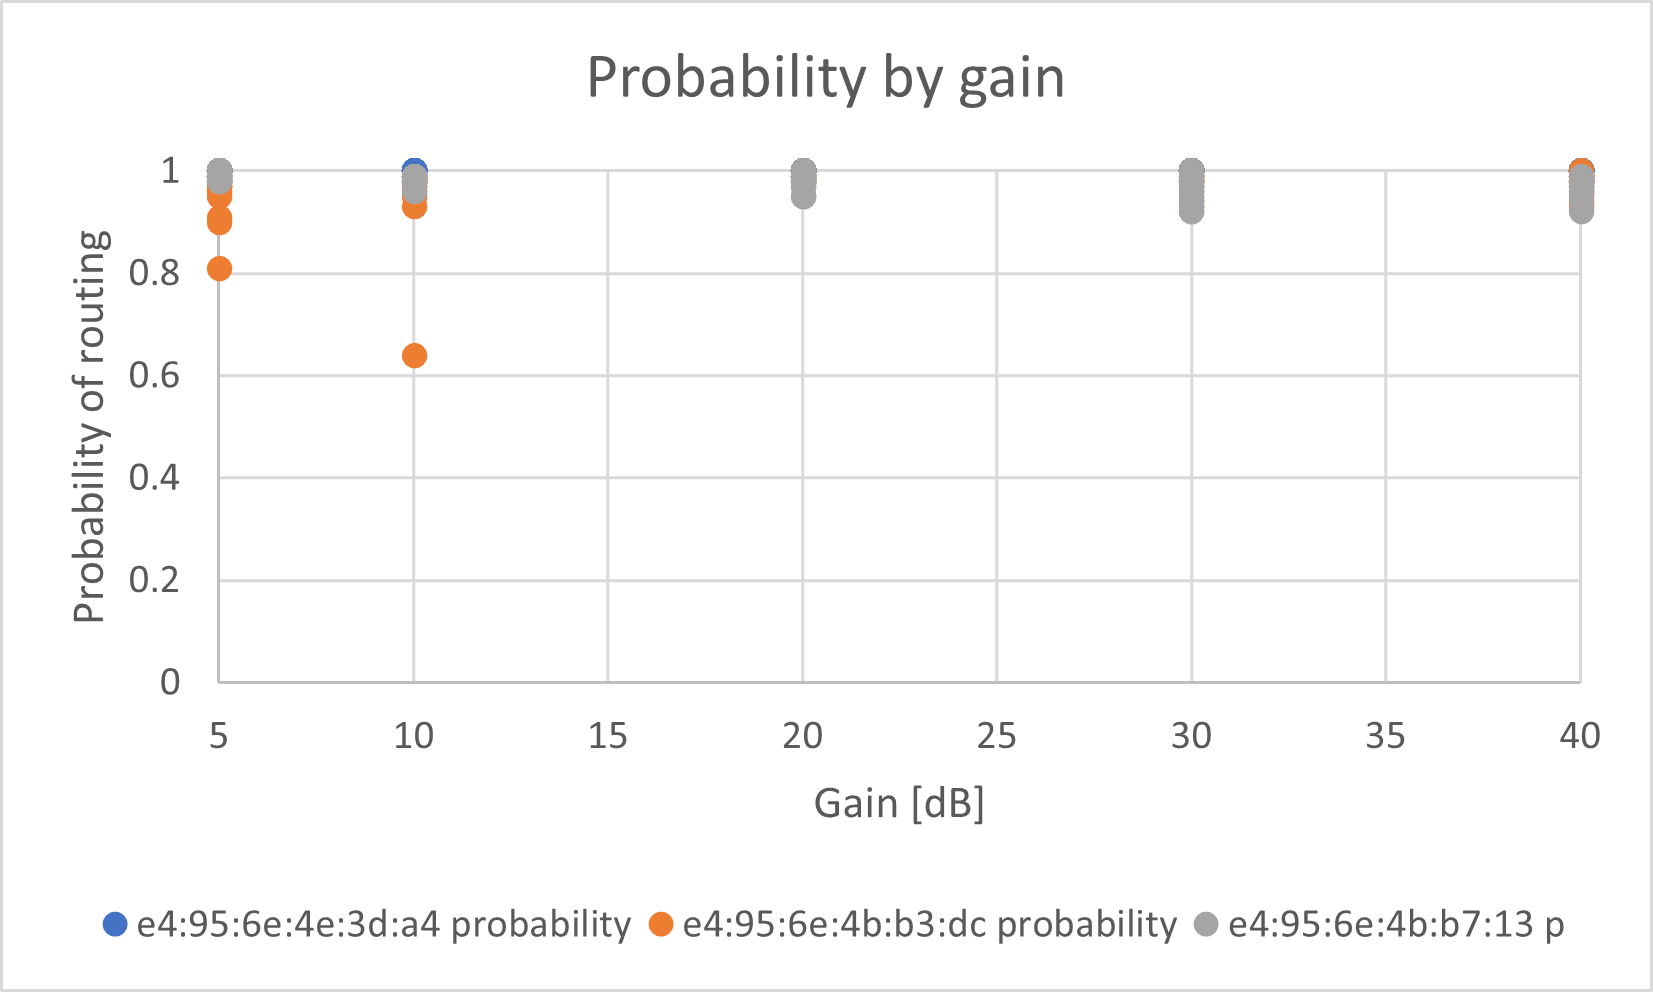 Probability by gain
1
0.8
0.6
0.4
0.2
0
Probability of routing
5 10 15 20 25 30 35 40
Gain [dB]
e4:95:6e:4e:3d:a4 probability e4:95:6e:4b:b3:dc probability e4:95:6e:4b:b7:13 p